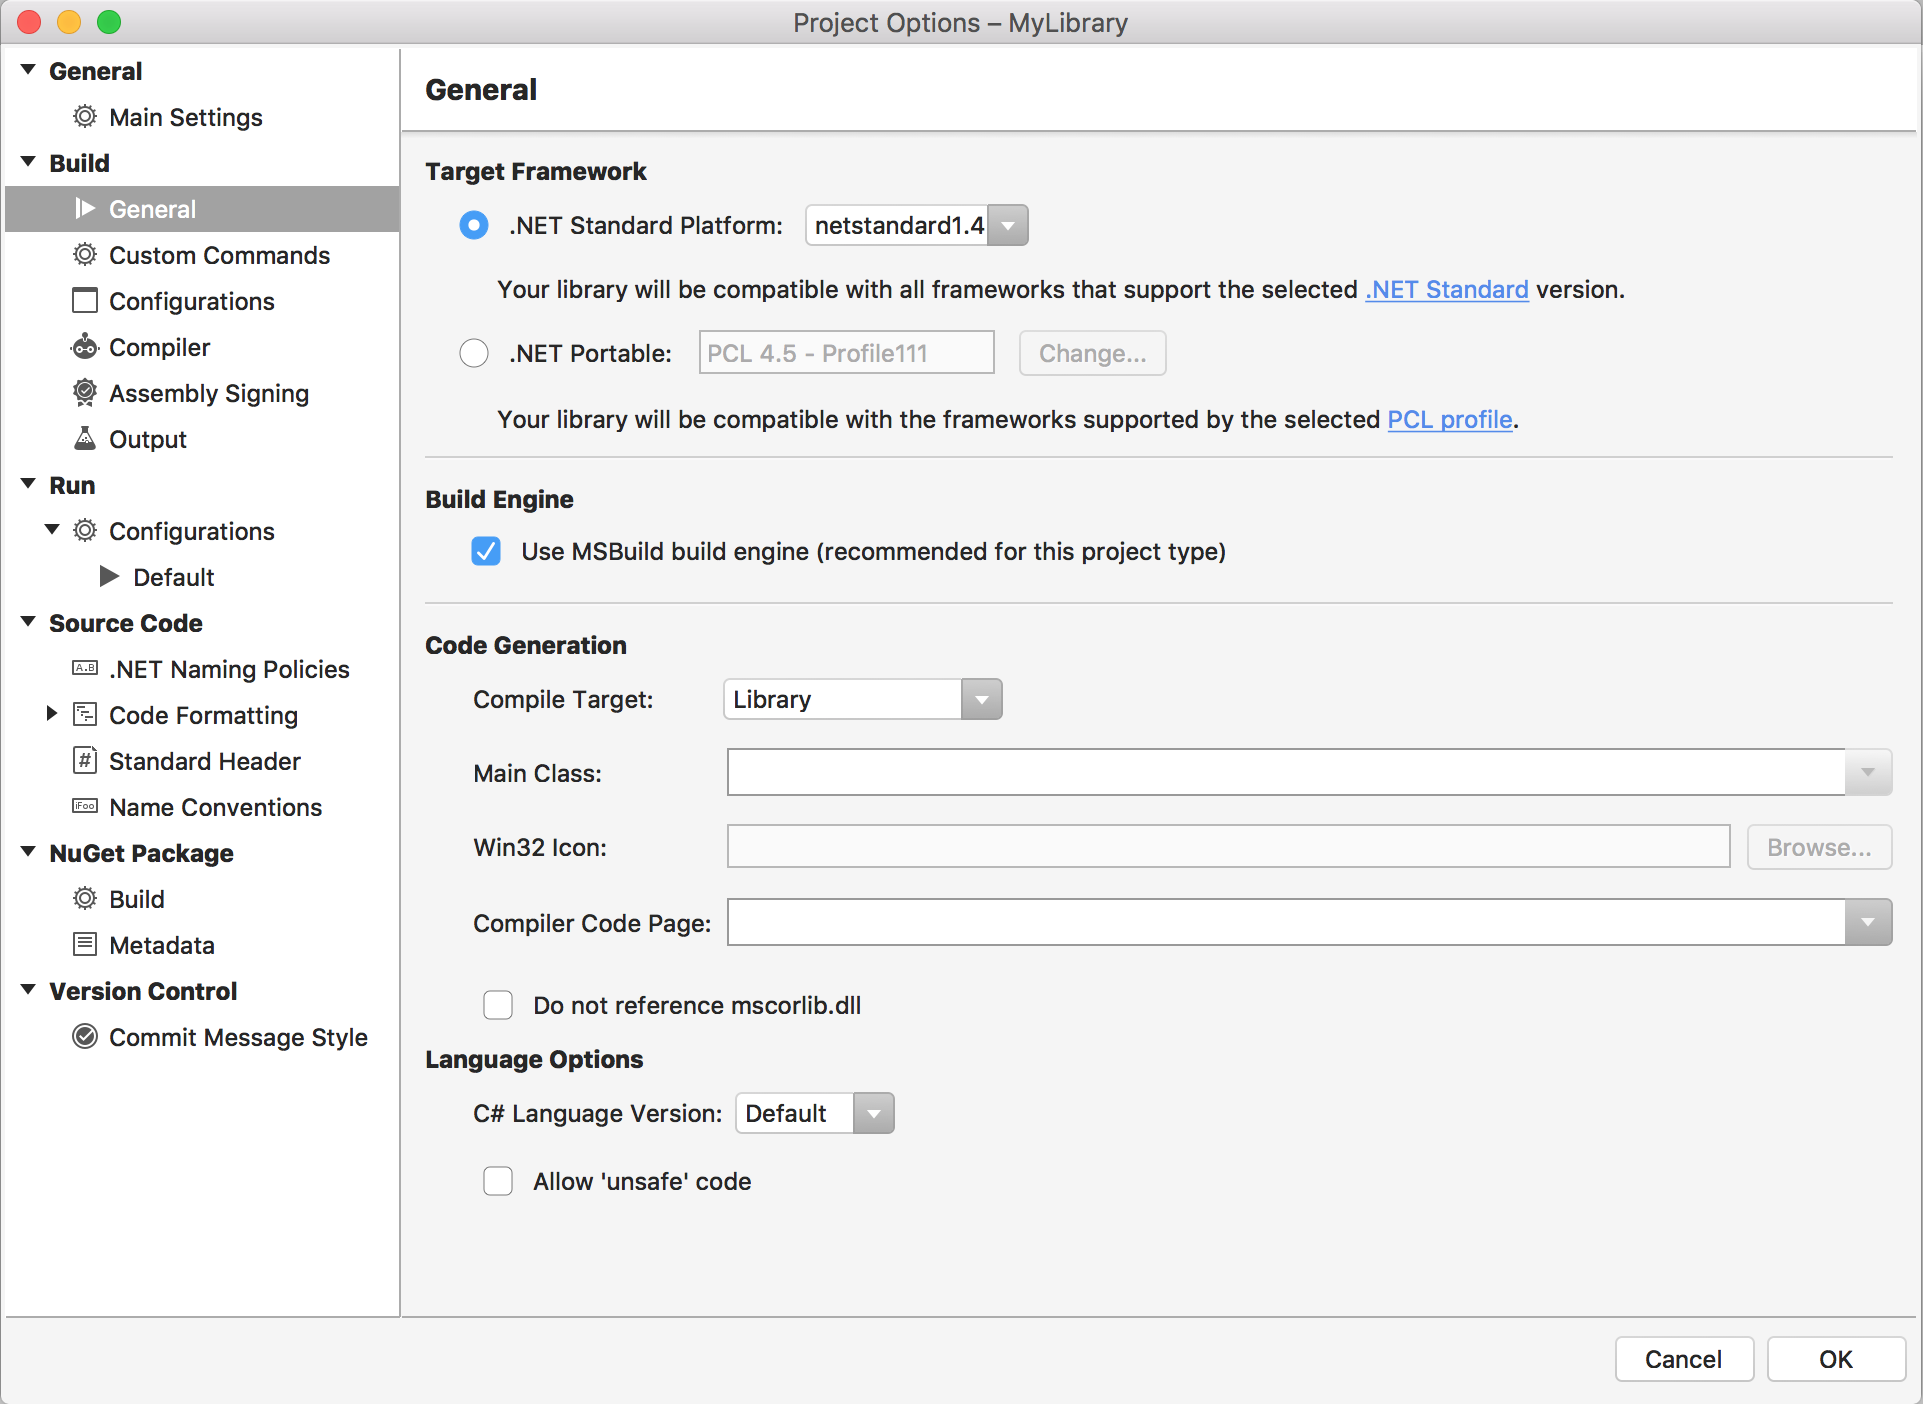 Project Options – MyLibrary
General
Main Settings
Build
General
Custom Commands
Configurations
Compiler
Assembly Signing
Output
Run
Configurations
Default
Source Code
A.B .NET Naming Policies
Code Formatting
# Standard Header
iFoo Name Conventions
NuGet Package
Build
Metadata
Version Control
Commit Message Style
General
Target Framework
.NET Standard Platform: netstandard1.4
Your library will be compatible with all frameworks that support the selected .NET Standard version.
.NET Portable: PCL 4.5 - Profile111 Change...
Your library will be compatible with the frameworks supported by the selected PCL profile.
Build Engine
Use MSBuild build engine (recommended for this project type)
Code Generation
Compile Target: Library
Main Class:
Win32 Icon: Browse...
Compiler Code Page:
Do not reference mscorlib.dll
Language Options
C# Language Version: Default
Allow 'unsafe' code
Cancel OK